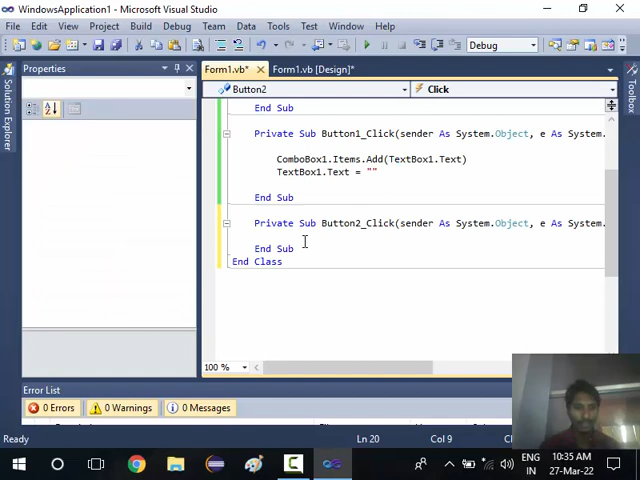 WindowsApplication1 - Microsoft Visual Studio
File Edit View Project Build Debug Team Data Tools Test Window Help
Debug
Properties
Form1.vb* Form1.vb [Design]*
Button2 Click
Solution Explorer
Toolbox
End Sub
Private Sub Button1_Click(sender As System.Object, e As System.
ComboBox1.Items.Add(TextBox1.Text)
TextBox1.Text = ""
End Sub
Private Sub Button2_Click(sender As System.Object, e As System.
End Sub
End Class
100 %
Error List
0 Errors 0 Warnings 0 Messages
Ready Ln 20 Col 9
ENG 10:35 AM
IN 27-Mar-22